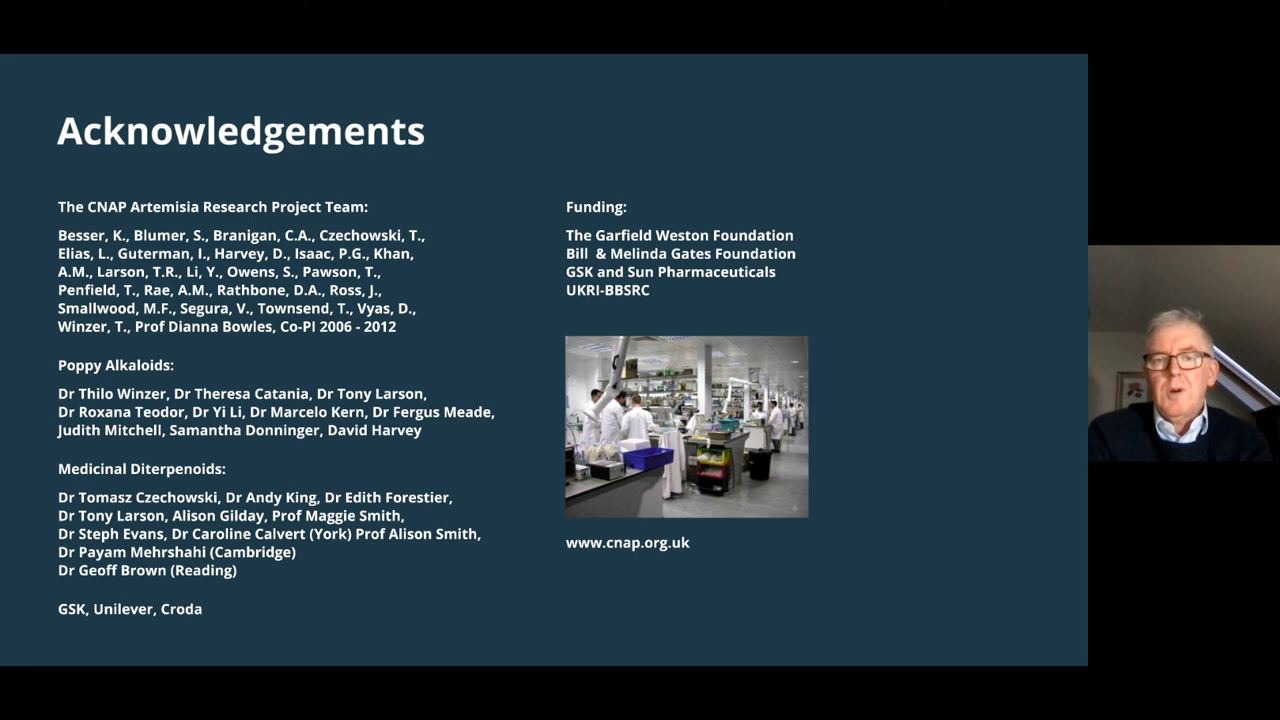 Acknowledgements
The CNAP Artemisia Research Project Team:
Besser, K., Blumer, S., Branigan, C.A., Czechowski, T.,
Elias, L., Guterman, I., Harvey, D., Isaac, P.G., Khan,
A.M., Larson, T.R., Li, Y., Owens, S., Pawson, T.,
Penfield, T., Rae, A.M., Rathbone, D.A., Ross, J.,
Smallwood, M.F., Segura, V., Townsend, T., Vyas, D.,
Winzer, T., Prof Dianna Bowles, Co-PI 2006 - 2012
Poppy Alkaloids:
Dr Thilo Winzer, Dr Theresa Catania, Dr Tony Larson,
Dr Roxana Teodor, Dr Yi Li, Dr Marcelo Kern, Dr Fergus Meade,
Judith Mitchell, Samantha Donninger, David Harvey
Medicinal Diterpenoids:
Dr Tomasz Czechowski, Dr Andy King, Dr Edith Forestier,
Dr Tony Larson, Alison Gilday, Prof Maggie Smith,
Dr Steph Evans, Dr Caroline Calvert (York) Prof Alison Smith,
Dr Payam Mehrshahi (Cambridge)
Dr Geoff Brown (Reading)
GSK, Unilever, Croda
Funding:
The Garfield Weston Foundation
Bill & Melinda Gates Foundation
GSK and Sun Pharmaceuticals
UKRI-BBSRC
www.cnap.org.uk